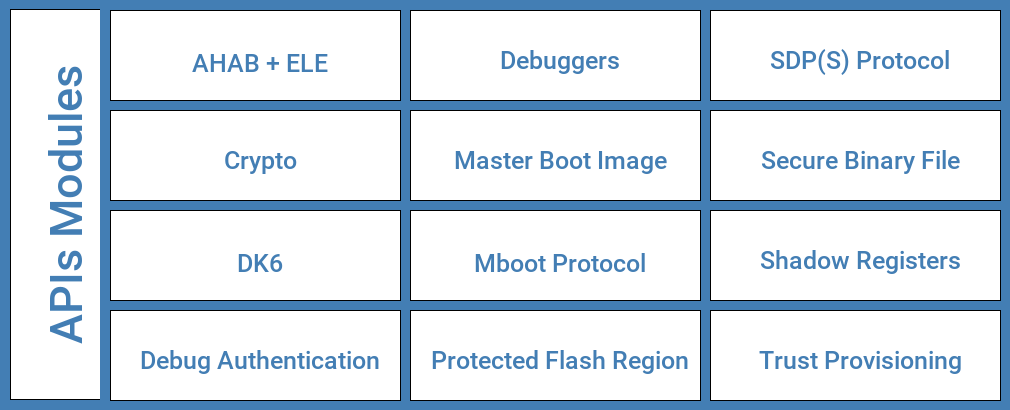 APIs Modules
AHAB + ELE
Debuggers
SDP(S) Protocol
Crypto
Master Boot Image
Secure Binary File
DK6
Mboot Protocol
Shadow Registers
Debug Authentication
Protected Flash Region
Trust Provisioning